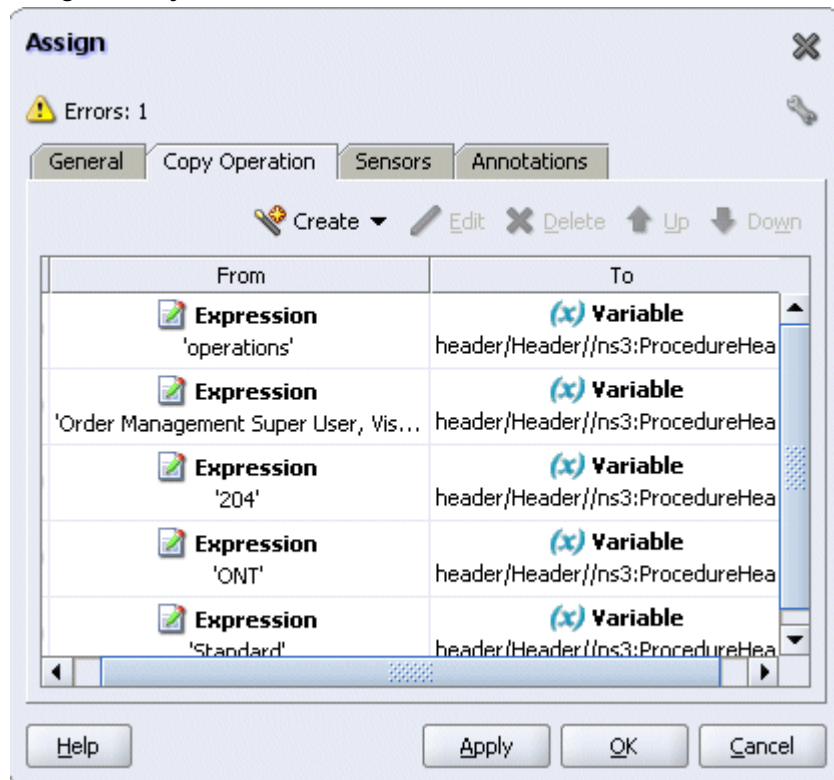 Assign
Errors: 1
General Copy Operation Sensors Annotations
Create Edit Delete Up Down
From To
Expression (x) Variable
'operations' header/Header//ns3:ProcedureHea
Expression (x) Variable
'Order Management Super User, Vis... header/Header//ns3:ProcedureHea
Expression (x) Variable
'204' header/Header//ns3:ProcedureHea
Expression (x) Variable
'ONT' header/Header//ns3:ProcedureHea
Expression (x) Variable
'Standard' header/Header//ns3:ProcedureHea
Help Apply OK Cancel